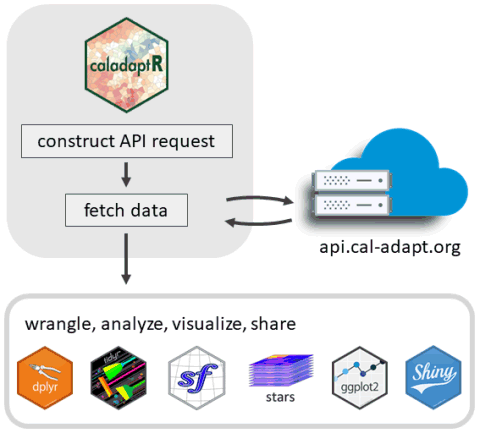 caladaptR
construct API request
fetch data
api.cal-adapt.org
wrangle, analyze, visualize, share
dplyr
tidyr
sf
stars
ggplot2
Shiny